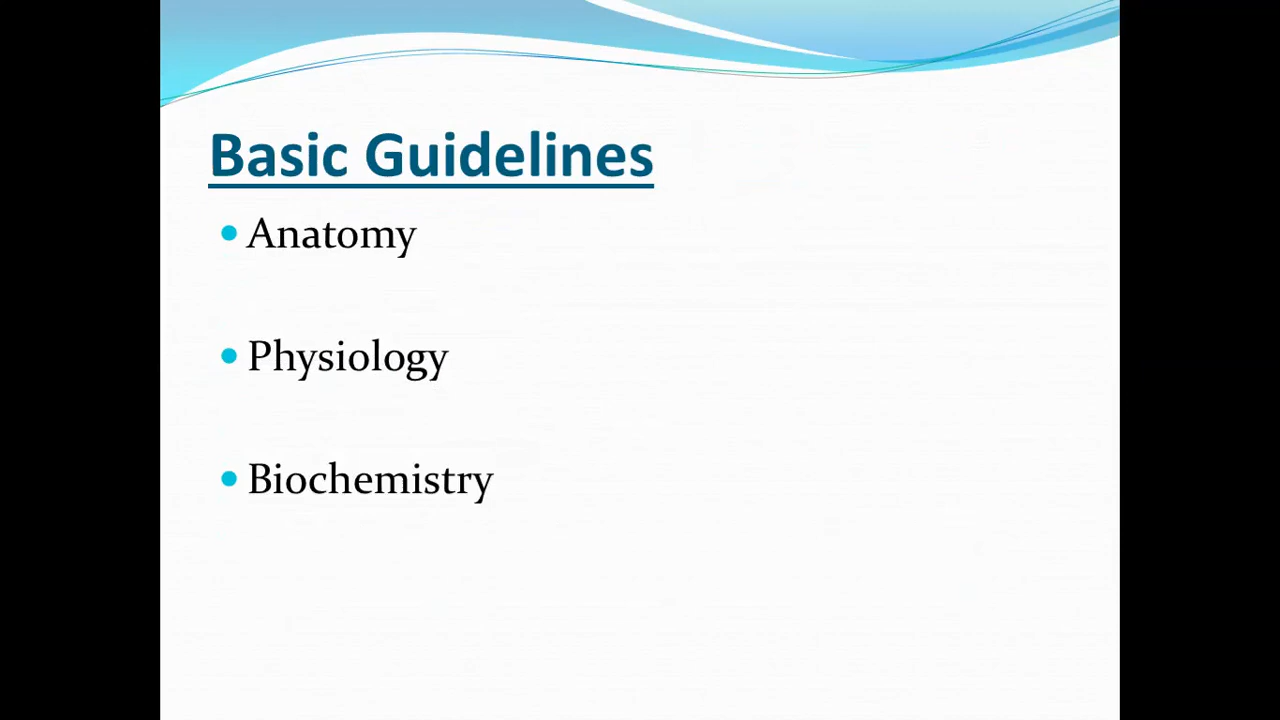 Basic Guidelines
• Anatomy
• Physiology
• Biochemistry